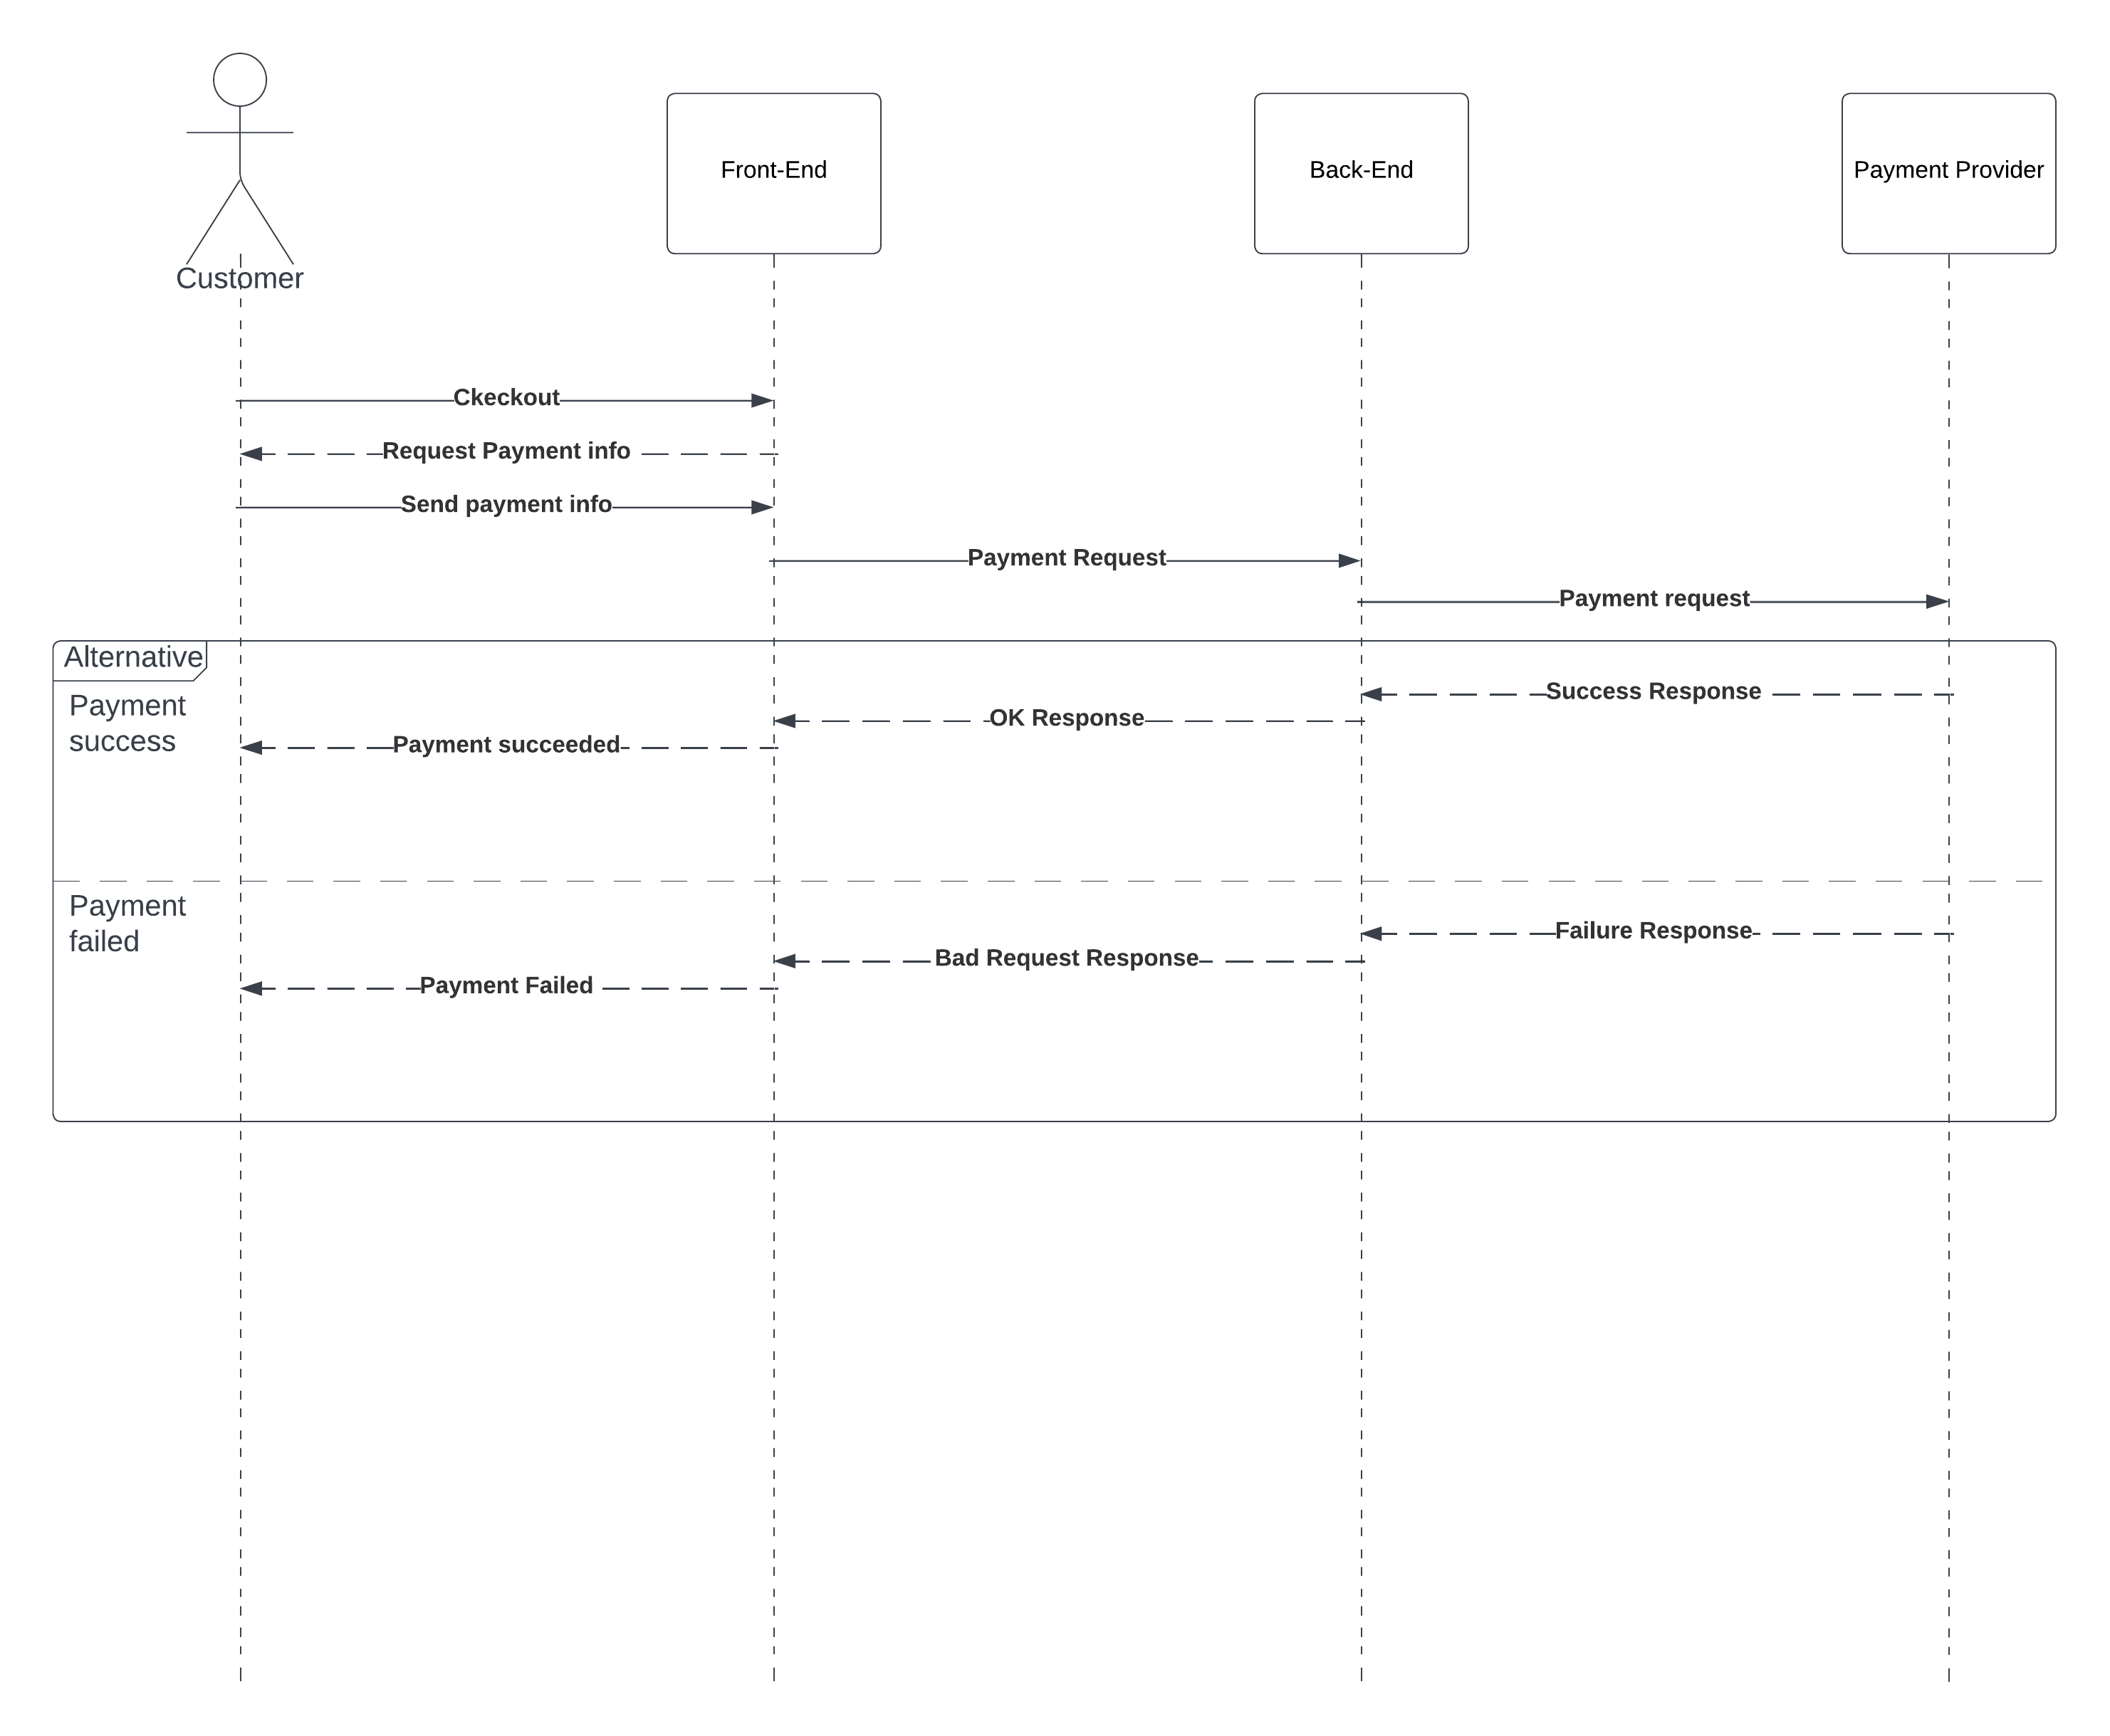 Customer
Front-End
Back-End
Payment Provider
Ckeckout
Request Payment info
Send payment info
Payment Request
Payment request
Alternative
Payment
success
Success Response
OK Response
Payment succeeded
Payment
failed
Failure Response
Bad Request Response
Payment Failed